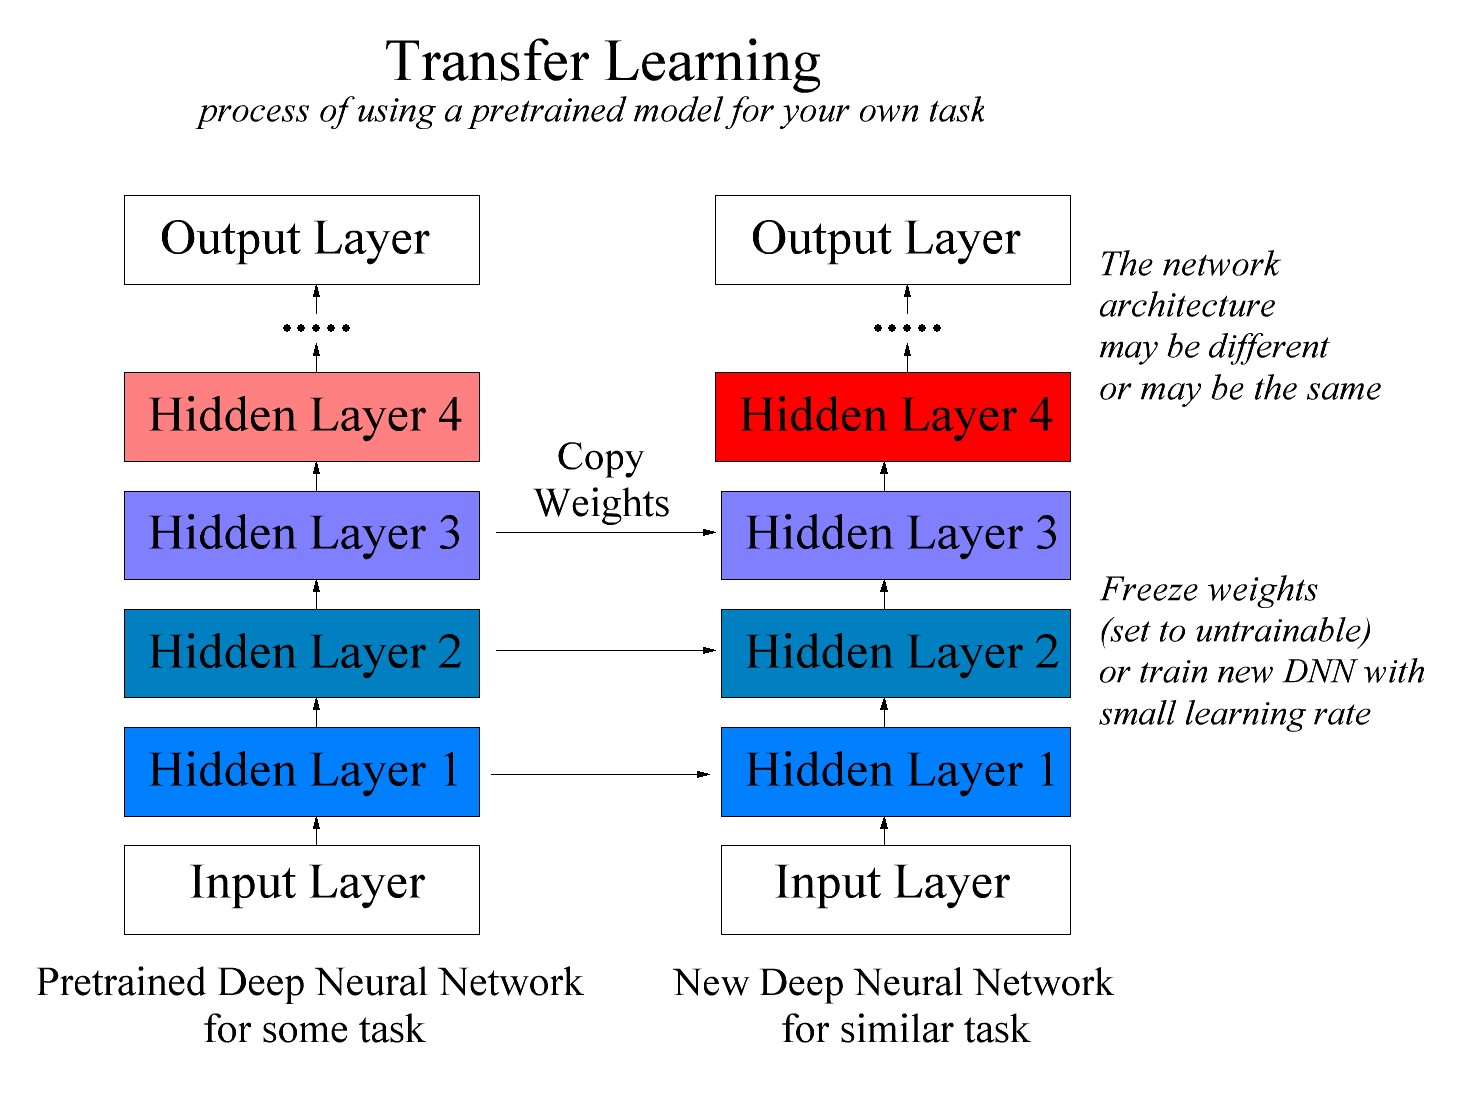 Transfer Learning
process of using a pretrained model for your own task
Output Layer
Hidden Layer 4
Hidden Layer 3
Hidden Layer 2
Hidden Layer 1
Input Layer
Pretrained Deep Neural Network
for some task
Copy
Weights
Output Layer
Hidden Layer 4
Hidden Layer 3
Hidden Layer 2
Hidden Layer 1
Input Layer
New Deep Neural Network
for similar task
The network
architecture
may be different
or may be the same
Freeze weights
(set to untrainable)
or train new DNN with
small learning rate